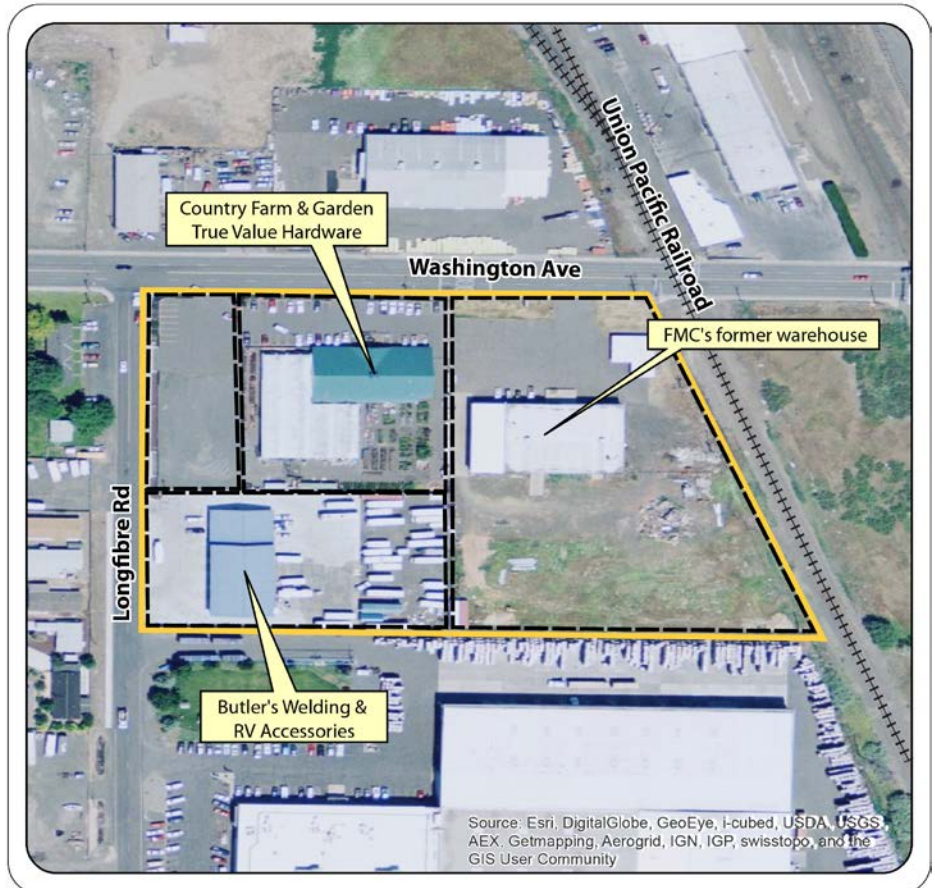 Union Pacific Railroad
Country Farm & Garden
True Value Hardware
Washington Ave
FMC's former warehouse
Longfibre Rd
Butler's Welding &
RV Accessories
Source: Esri, DigitalGlobe, GeoEye, i-cubed, USDA, USGS,
AEX, Getmapping, Aerogrid, IGN, IGP, swisstopo, and the
GIS User Community